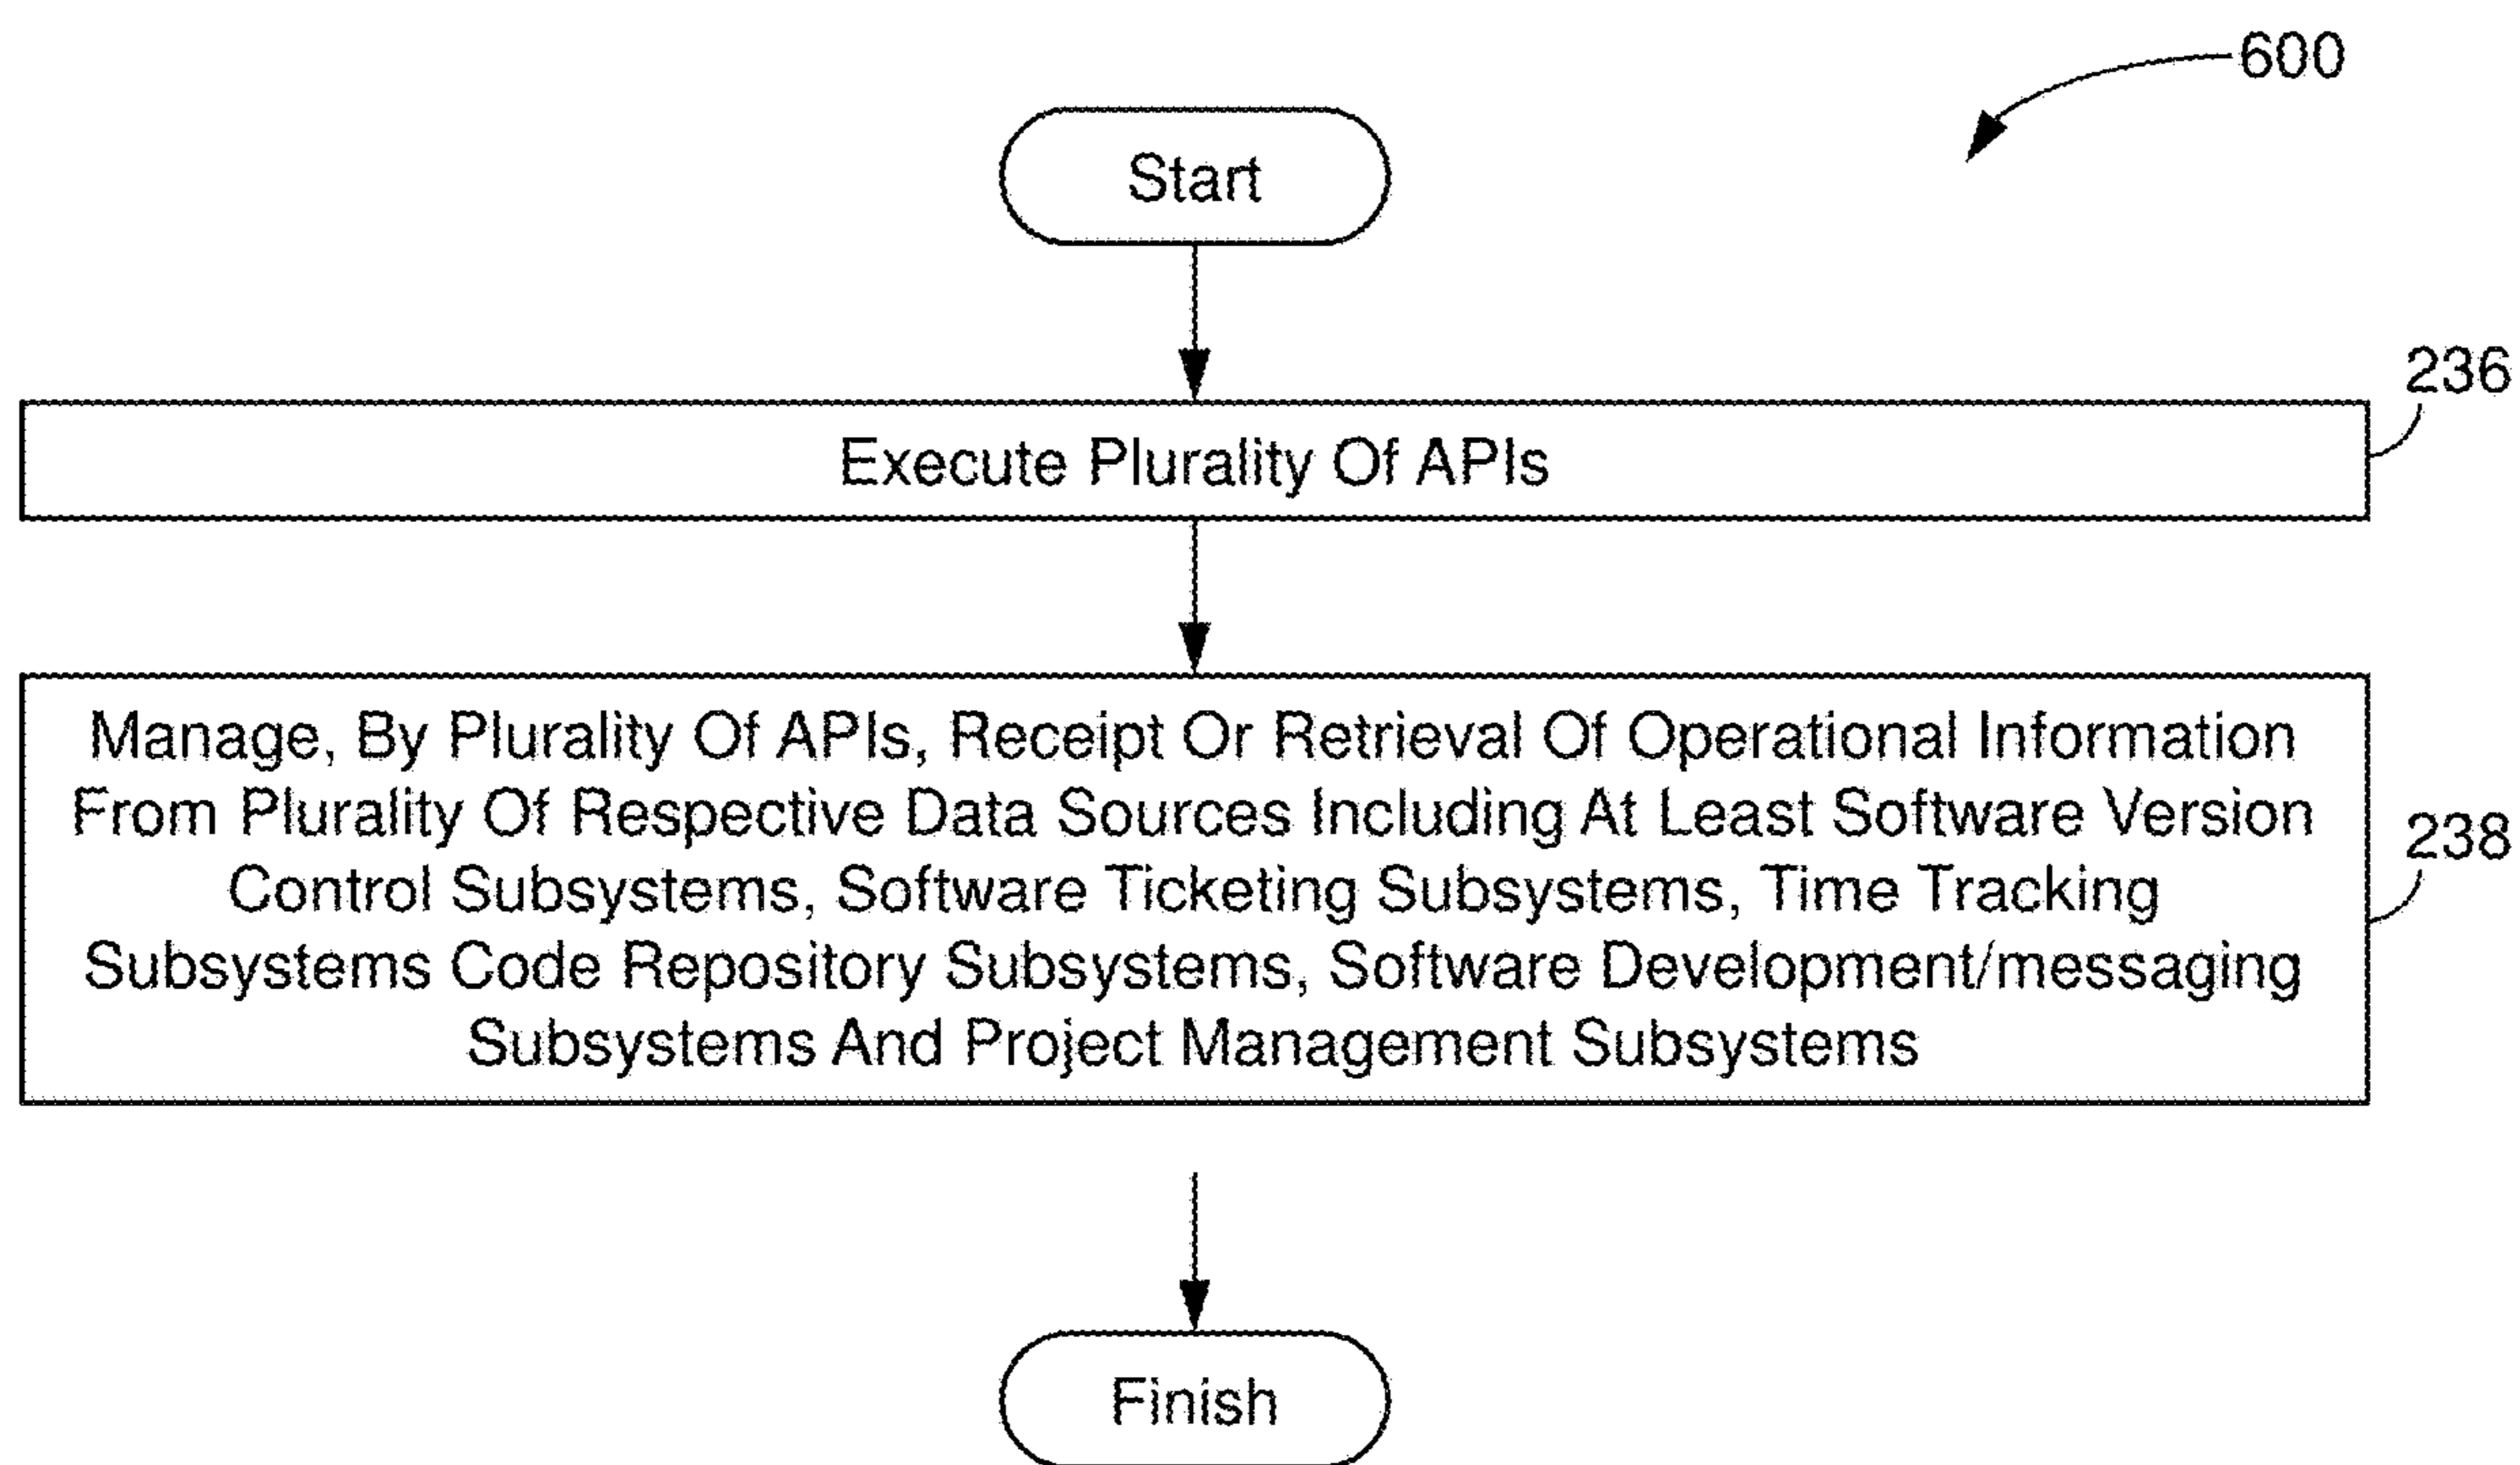 600
Start
236
Execute Plurality Of APIs
Manage, By Plurality Of APIs, Receipt Or Retrieval Of Operational Information
From Plurality Of Respective Data Sources Including At Least Software Version
238
Control Subsystems, Software Ticketing Subsystems, Time Tracking
Subsystems Code Repository Subsystems, Software Development/messaging
Subsystems And Project Management Subsystems
Finish